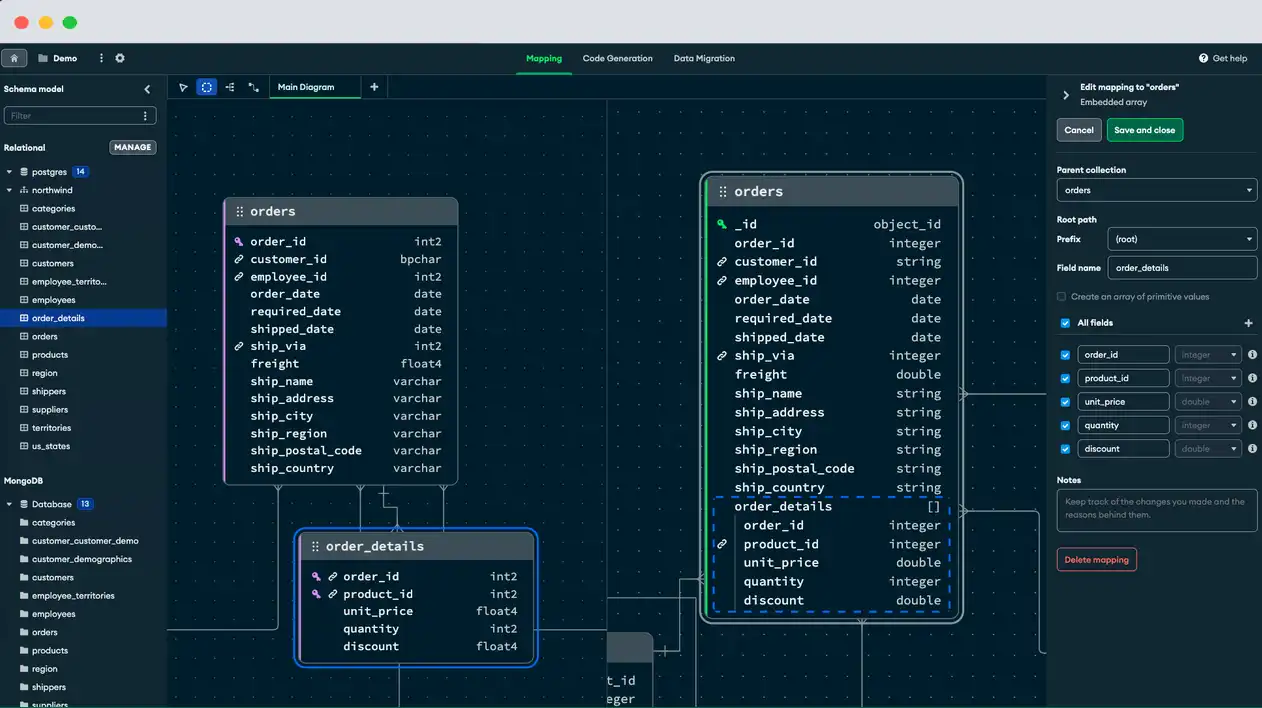 Demo
Mapping
Code Generation
Data Migration
Get help
Schema model
Filter
Relational
MANAGE
postgres 14
northwind
categories
customer_custo...
customer_demo...
customers
employee_territo...
employees
order_details
orders
products
region
shippers
suppliers
territories
us_states
MongoDB
Database 13
categories
customer_customer_demo
customer_demographics
customers
employee_territories
employees
orders
products
region
shippers
suppliers
Main Diagram
+
orders
order_id int2
customer_id bpchar
employee_id int2
order_date date
required_date date
shipped_date date
ship_via int2
freight float4
ship_name varchar
ship_address varchar
ship_city varchar
ship_region varchar
ship_postal_code varchar
ship_country varchar
order_details
order_id int2
product_id int2
unit_price float4
quantity int2
discount float4
orders
_id object_id
order_id integer
customer_id string
employee_id integer
order_date date
required_date date
shipped_date date
ship_via integer
freight double
ship_name string
ship_address string
ship_city string
ship_region string
ship_postal_code string
ship_country string
order_details []
order_id integer
product_id integer
unit_price double
quantity integer
discount double
t_id
eger
Edit mapping to "orders"
Embedded array
Cancel
Save and close
Parent collection
orders
Root path
Prefix (root)
Field name order_details
Create an array of primitive values
All fields +
order_id integer
product_id integer
unit_price double
quantity integer
discount double
Notes
Keep track of the changes you made and the
reasons behind them.
Delete mapping